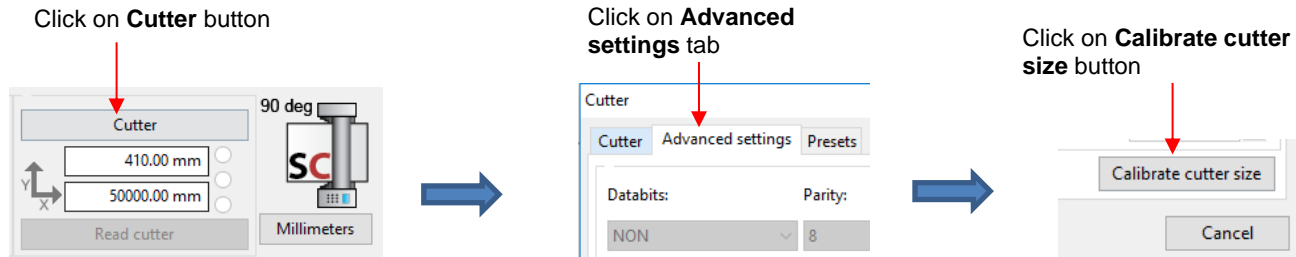 Click on Cutter button
Cutter
90 deg
410.00 mm
Y
50000.00 mm
X
SC
Read cutter
Millimeters
Click on Advanced
settings tab
Cutter
Cutter Advanced settings Presets
Databits: Parity:
NON 8
Click on Calibrate cutter
size button
Calibrate cutter size
Cancel